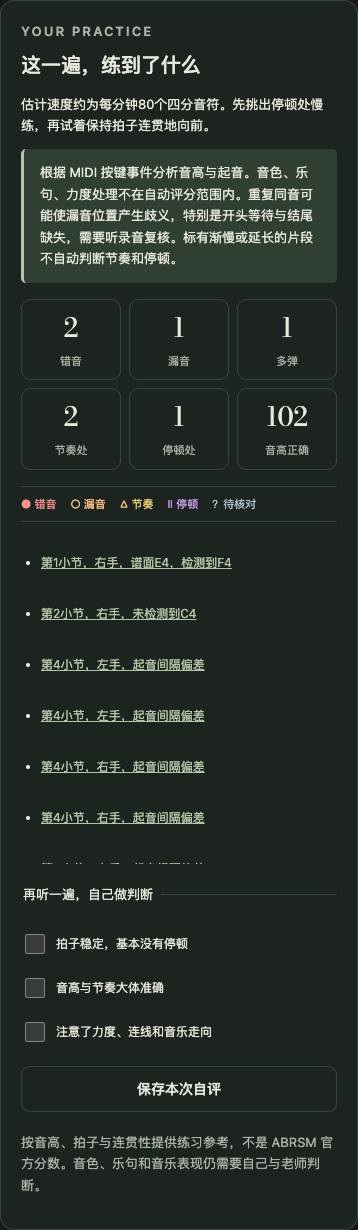 YOUR PRACTICE
这一遍，练到了什么
估计速度约为每分钟80个四分音符。先挑出停顿处慢
练，再试着保持拍子连贯地向前。
根据 MIDI 按键事件分析音高与起音。音色、乐
句、力度处理不在自动评分范围内。重复同音可
能使漏音位置产生歧义，特别是开头等待与结尾
缺失，需要听录音复核。标有渐慢或延长的片段
不自动判断节奏和停顿。
2
错音
1
漏音
1
多弹
2
节奏处
1
停顿处
102
音高正确
错音 漏音 节奏 停顿 ? 待核对
第1小节，右手，谱面E4，检测到F4
第2小节，右手，未检测到C4
第4小节，左手，起音间隔偏差
第4小节，左手，起音间隔偏差
第4小节，右手，起音间隔偏差
第4小节，右手，起音间隔偏差
再听一遍，自己做判断
拍子稳定，基本没有停顿
音高与节奏大体准确
注意了力度、连线和音乐走向
保存本次自评
按音高、拍子与连贯性提供练习参考，不是 ABRSM 官
方分数。音色、乐句和音乐表现仍需要自己与老师判
断。